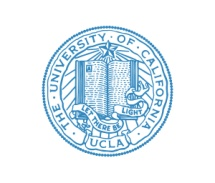 · THE · UNIVERSITY · OF · CALIFORNIA ·
LET THERE BE
LIGHT
UCLA